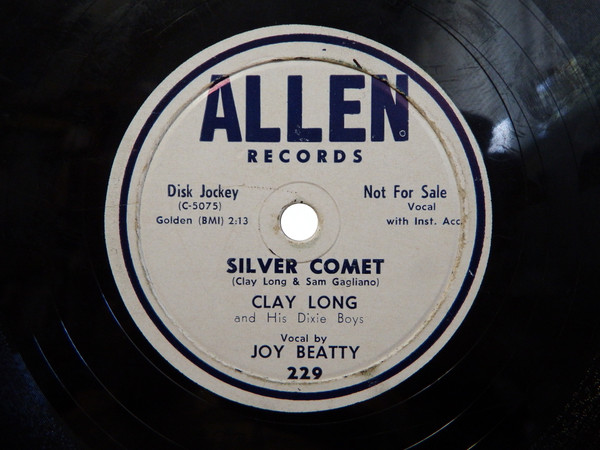 ALLEN
RECORDS
Disk Jockey
(C-5075)
Golden (BMI) 2:13
Not For Sale
Vocal
with Inst. Acc.
SILVER COMET
(Clay Long & Sam Gagliano)
CLAY LONG
and His Dixie Boys
Vocal by
JOY BEATTY
229